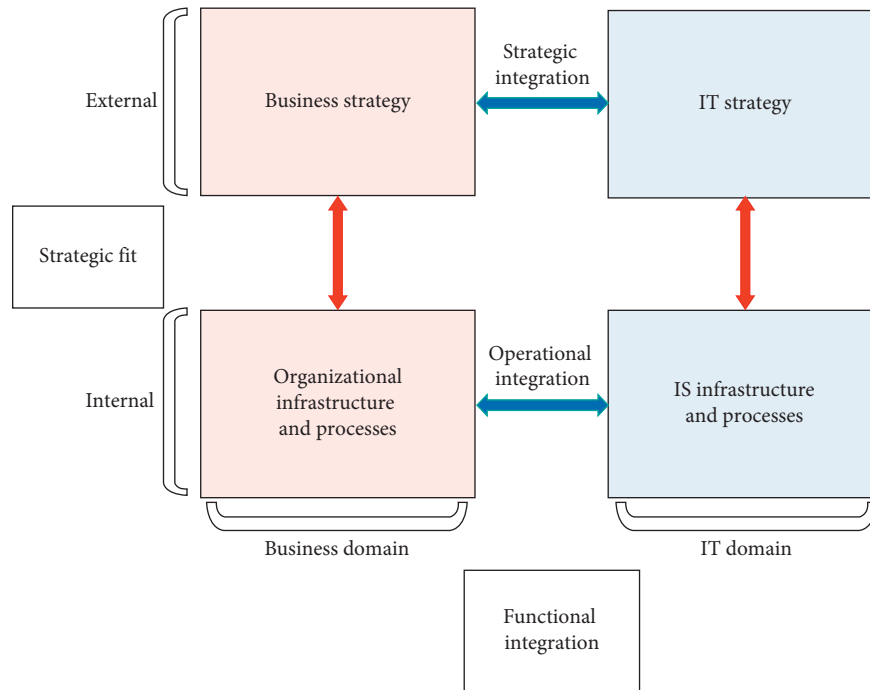 Strategic
integration
External
Business strategy
IT strategy
Strategic fit
Operational
integration
Internal
Organizational
infrastructure
and processes
IS infrastructure
and processes
Business domain
IT domain
Functional
integration